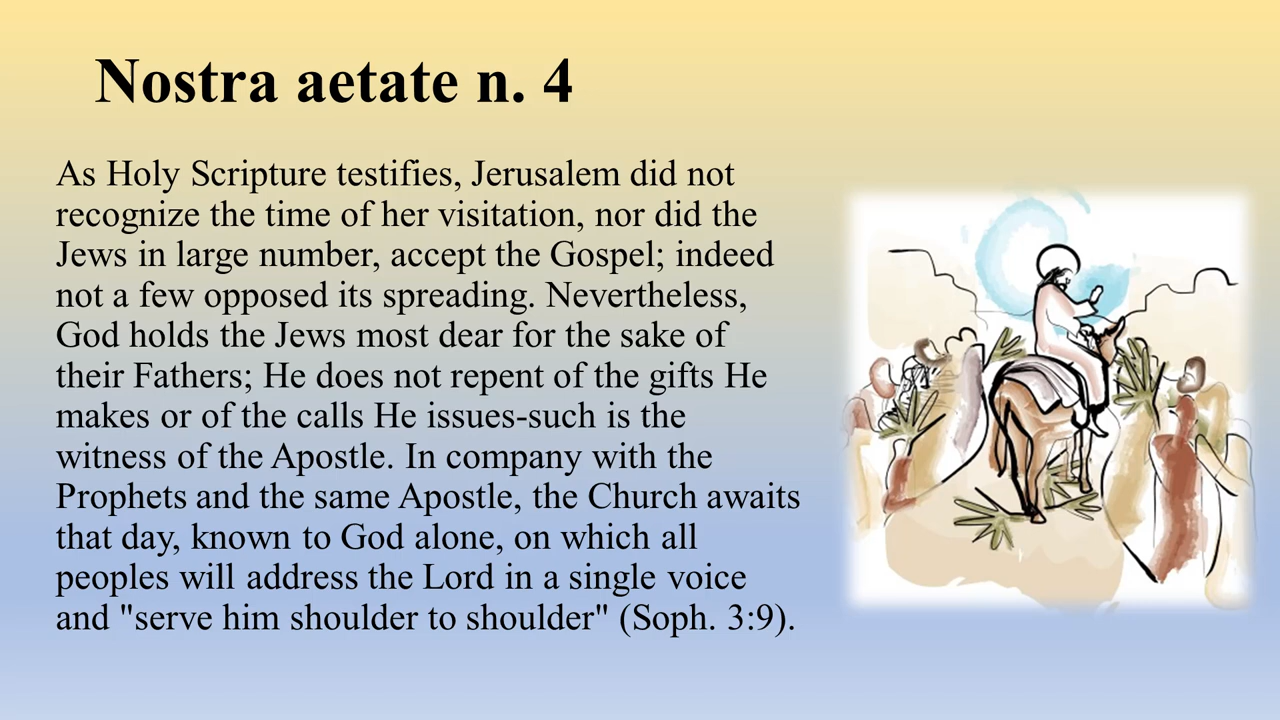 Nostra aetate n. 4
As Holy Scripture testifies, Jerusalem did not
recognize the time of her visitation, nor did the
Jews in large number, accept the Gospel; indeed
not a few opposed its spreading. Nevertheless,
God holds the Jews most dear for the sake of
their Fathers; He does not repent of the gifts He
makes or of the calls He issues-such is the
witness of the Apostle. In company with the
Prophets and the same Apostle, the Church awaits
that day, known to God alone, on which all
peoples will address the Lord in a single voice
and "serve him shoulder to shoulder" (Soph. 3:9).